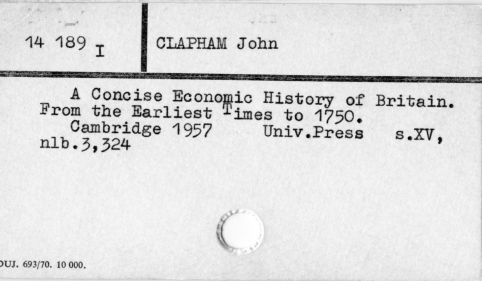 14 189 I
CLAPHAM John
A Concise Economic History of Britain.
From the Earliest Times to 1750.
Cambridge 1957 Univ.Press s.XV,
nlb.3,324
DUJ. 693/70. 10 000.